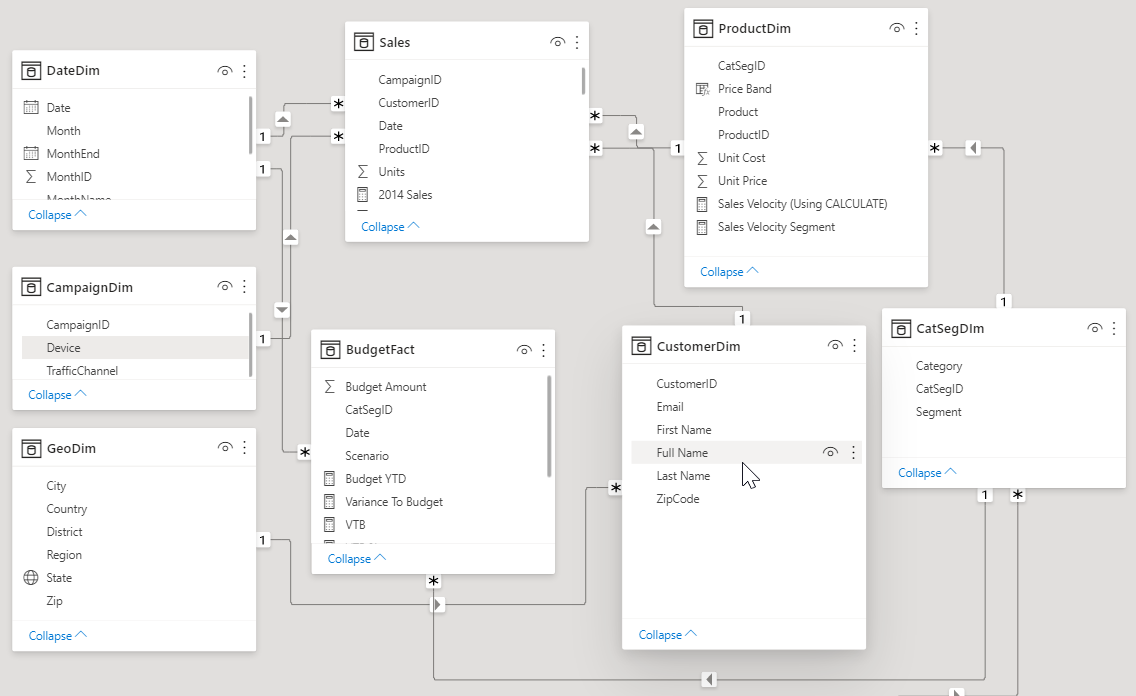 DateDim
Date
Month
MonthEnd
MonthID
MonthName
Collapse
CampaignDim
CampaignID
Device
TrafficChannel
Collapse
GeoDim
City
Country
District
Region
State
Zip
Collapse
Sales
CampaignID
CustomerID
Date
ProductID
Units
2014 Sales
Collapse
BudgetFact
Budget Amount
CatSegID
Date
Scenario
Budget YTD
Variance To Budget
VTB
Collapse
ProductDim
CatSegID
Price Band
Product
ProductID
Unit Cost
Unit Price
Sales Velocity (Using CALCULATE)
Sales Velocity Segment
Collapse
CustomerDim
CustomerID
Email
First Name
Full Name
Last Name
ZipCode
Collapse
CatSegDIm
Category
CatSegID
Segment
Collapse
1
1
1
1
1
1
1
1
*
*
*
*
*
*
*
*
*